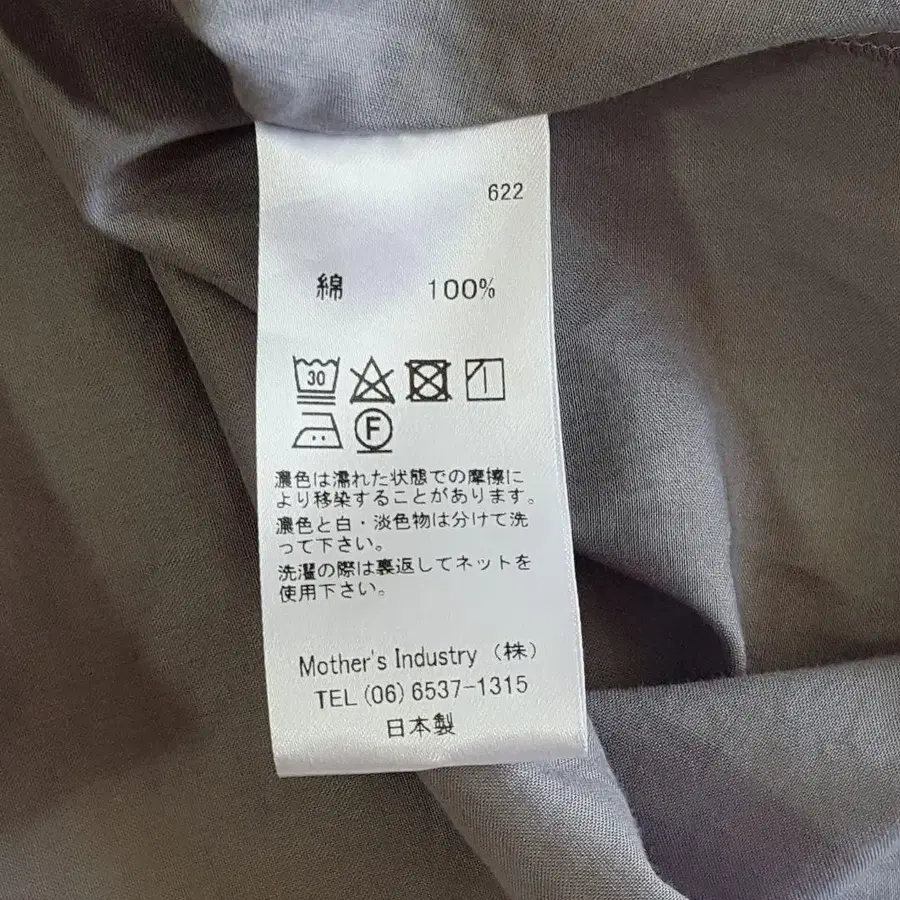 622
綿 100%
30
F
濃色は濡れた状態での摩擦に
より移染することがあります。
濃色と白・淡色物は分けて洗
って下さい。
洗濯の際は裏返してネットを
使用下さい。
Mother's Industry (株)
TEL(06)6537-1315
日本製